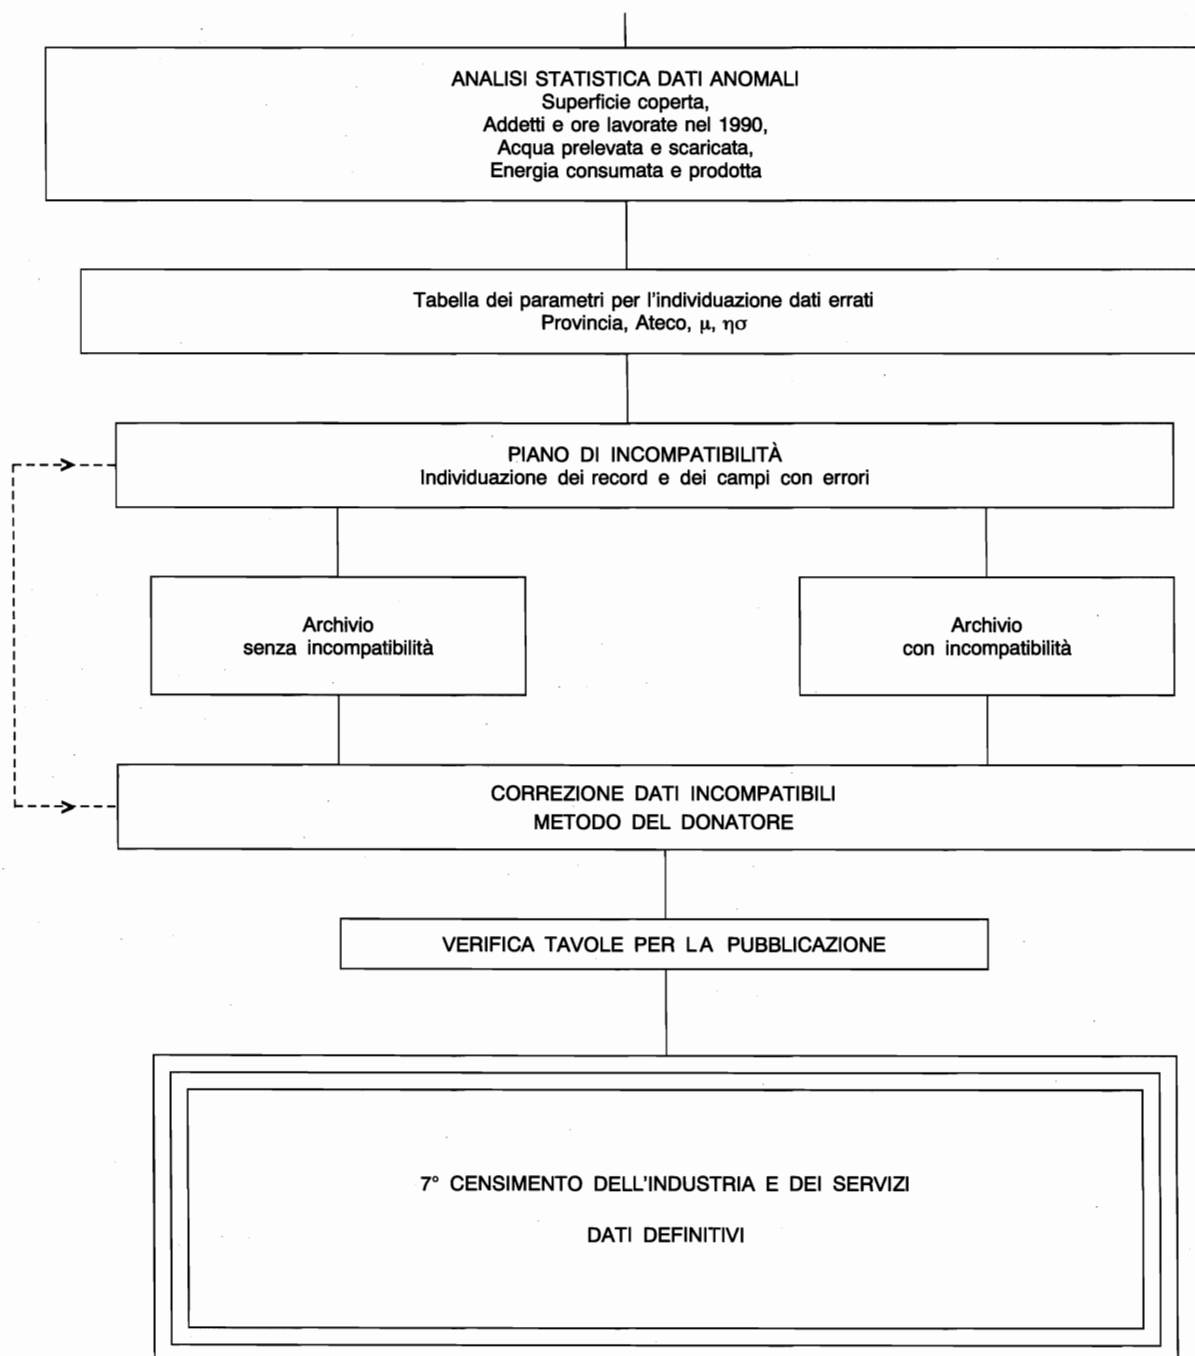 ANALISI STATISTICA DATI ANOMALI
Superficie coperta,
Addetti e ore lavorate nel 1990,
Acqua prelevata e scaricata,
Energia consumata e prodotta
Tabella dei parametri per l'individuazione dati errati
Provincia, Ateco, μ, ησ
PIANO DI INCOMPATIBILITÀ
Individuazione dei record e dei campi con errori
Archivio
senza incompatibilità
Archivio
con incompatibilità
CORREZIONE DATI INCOMPATIBILI
METODO DEL DONATORE
VERIFICA TAVOLE PER LA PUBBLICAZIONE
7° CENSIMENTO DELL'INDUSTRIA E DEI SERVIZI
DATI DEFINITIVI